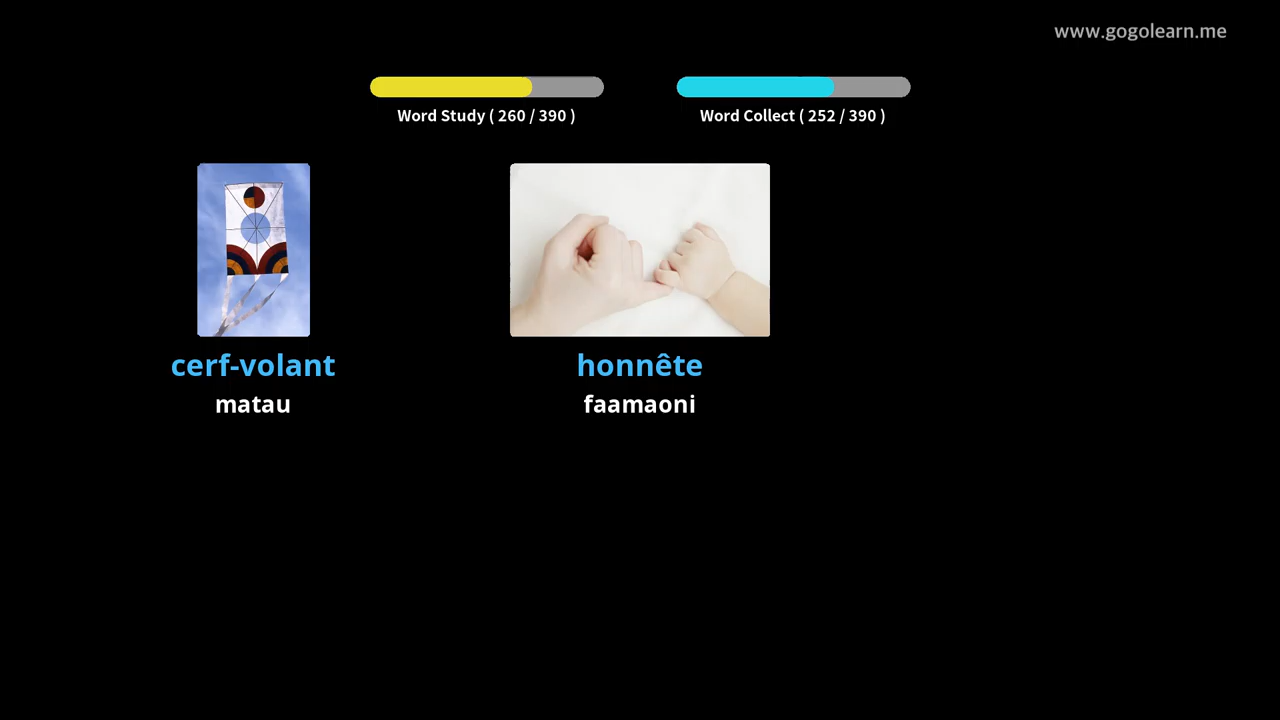 www.gogolearn.me
Word Study ( 260 / 390 )
Word Collect ( 252 / 390 )
cerf-volant
matau
honnête
faamaoni